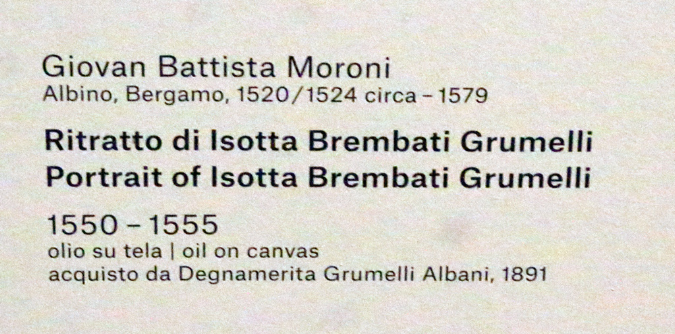 Giovan Battista Moroni
Albino, Bergamo, 1520/1524 circa – 1579
Ritratto di Isotta Brembati Grumelli
Portrait of Isotta Brembati Grumelli
1550 – 1555
olio su tela | oil on canvas
acquisto da Degnamerita Grumelli Albani, 1891